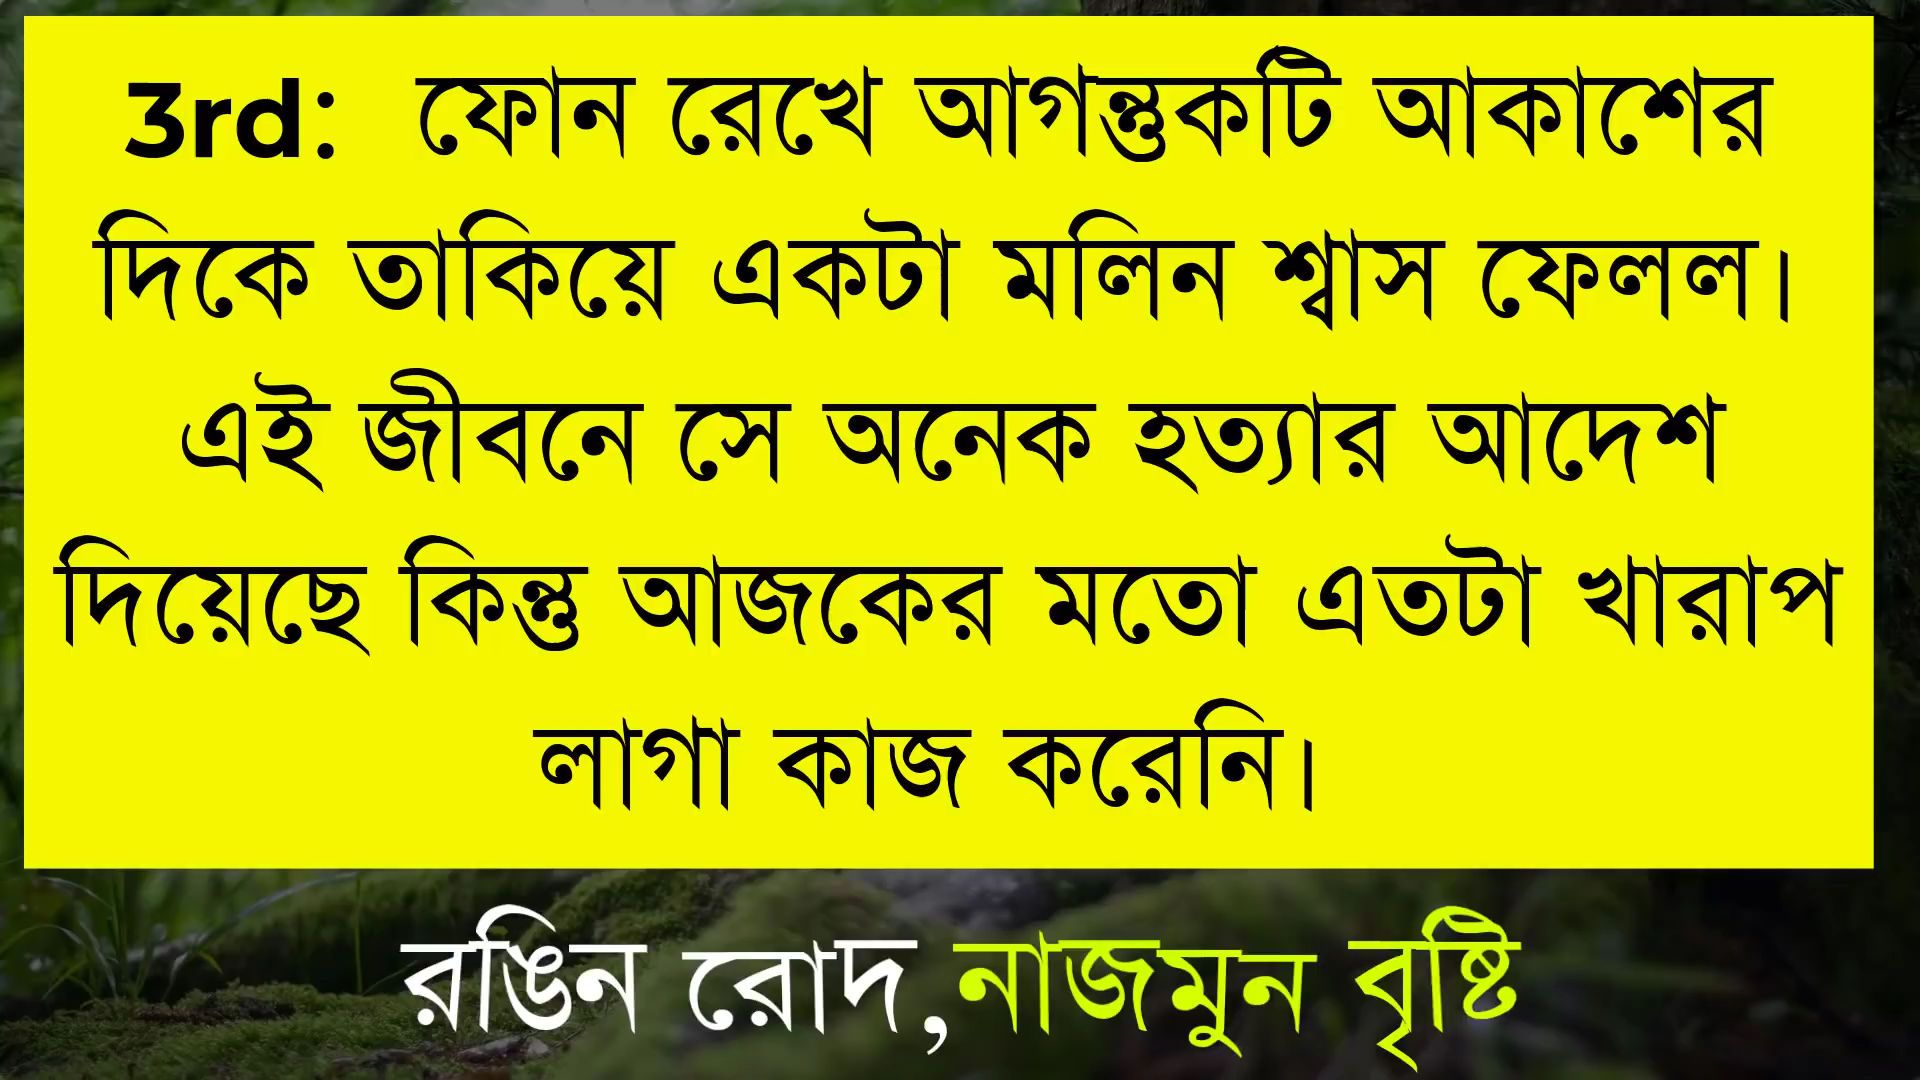 3rd: ফোন রেখে আগন্তুকটি আকাশের
দিকে তাকিয়ে একটা মলিন শ্বাস ফেলল।
এই জীবনে সে অনেক হত্যার আদেশ
দিয়েছে কিন্তু আজকের মতো এতটা খারাপ
লাগা কাজ করেনি।
রঙিন রোদ,নাজমুন বৃষ্টি